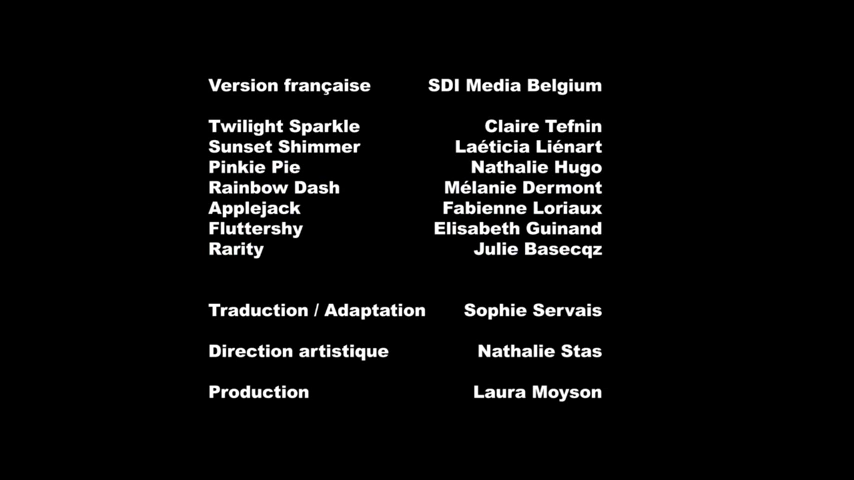 Version française SDI Media Belgium
Twilight Sparkle Claire Tefnin
Sunset Shimmer Laéticia Liénart
Pinkie Pie Nathalie Hugo
Rainbow Dash Mélanie Dermont
Applejack Fabienne Loriaux
Fluttershy Elisabeth Guinand
Rarity Julie Basecqz
Traduction / Adaptation Sophie Servais
Direction artistique Nathalie Stas
Production Laura Moyson